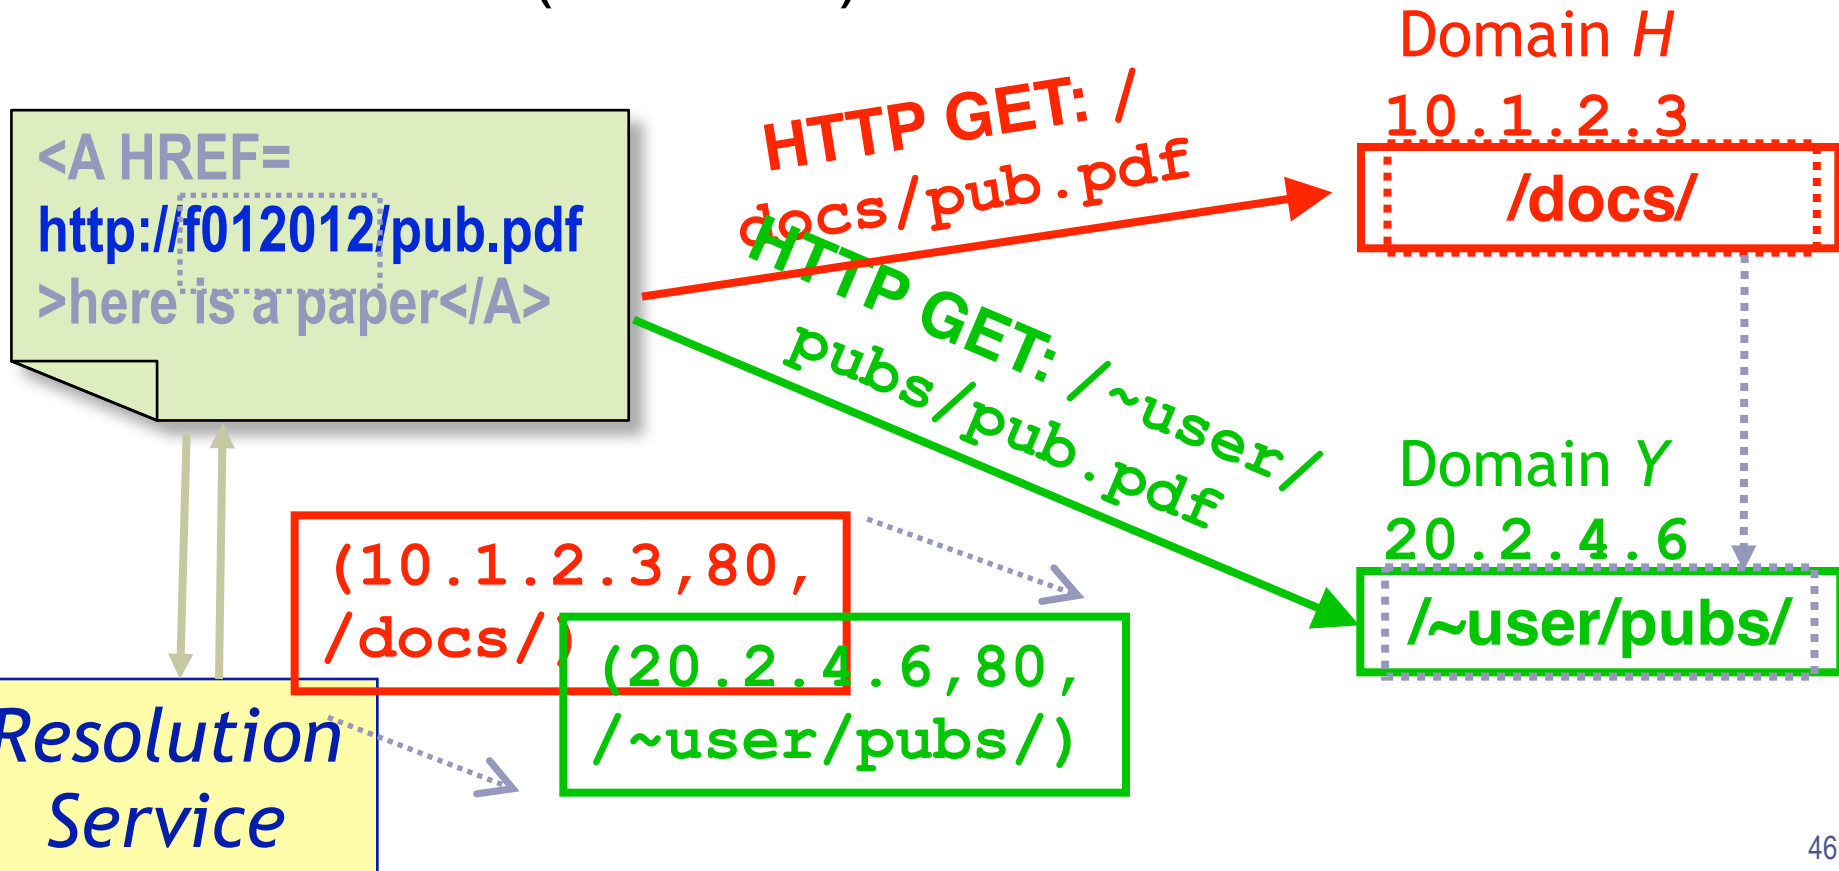 <A HREF=
http://f012012/pub.pdf
>here is a paper</A>
HTTP GET: /
docs/pub.pdf
HTTP GET: /~user/
pubs/pub.pdf
Domain H
10.1.2.3
/docs/
Domain Y
20.2.4.6
/~user/pubs/
(10.1.2.3,80,
/docs/)
(20.2.4.6,80,
/~user/pubs/)
Resolution
Service
46